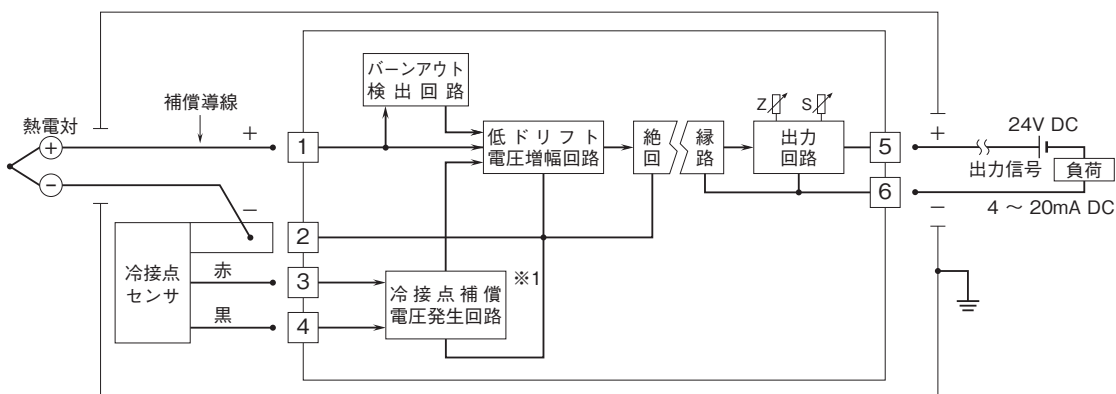 熱電対
+
−
補償導線
+
−
冷接点
センサ
赤
黒
1
2
3
4
バーンアウト
検出回路
低ドリフト
電圧増幅回路
冷接点補償
電圧発生回路
※1
絶 縁
回 路
Z
S
出力
回路
5
6
+
−
24V DC
出力信号
負荷
4 ~ 20mA DC